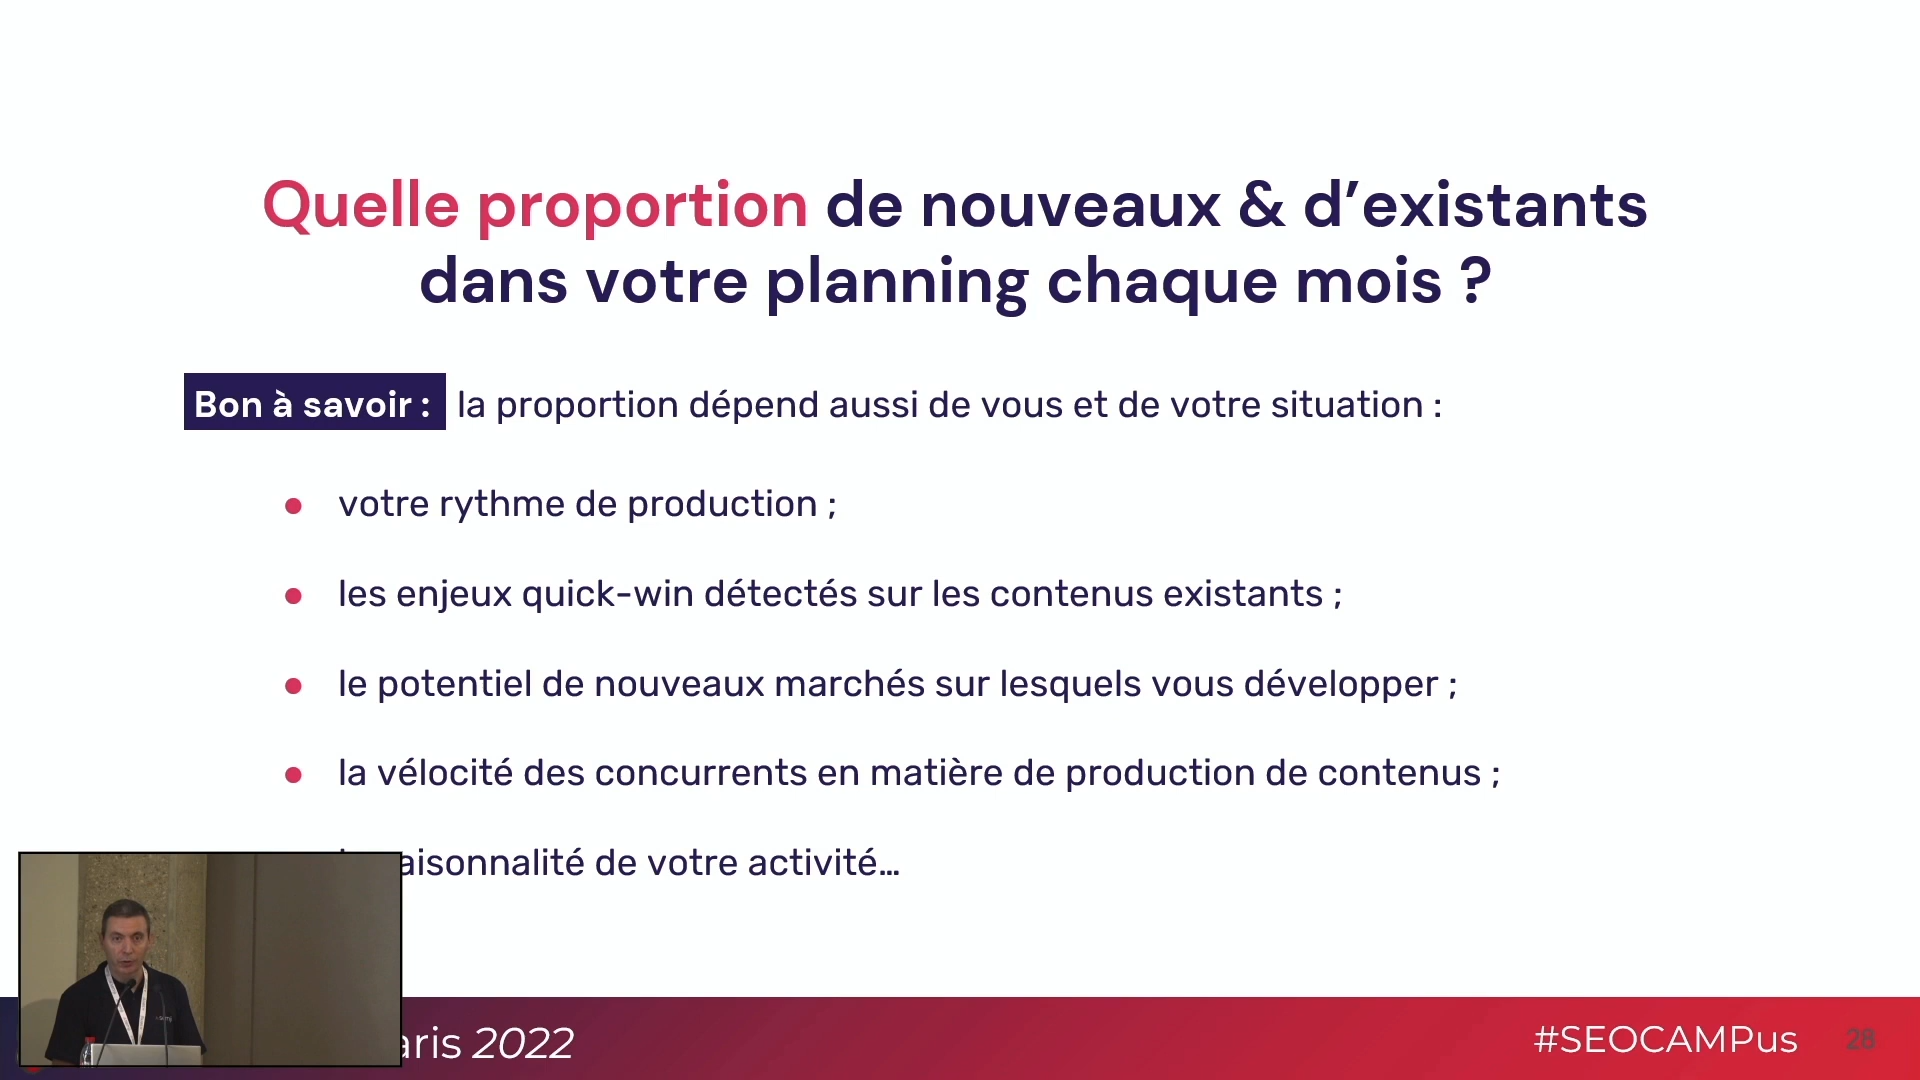 Quelle proportion de nouveaux & d’existants
dans votre planning chaque mois ?
Bon à savoir : la proportion dépend aussi de vous et de votre situation :
● votre rythme de production ;
● les enjeux quick-win détectés sur les contenus existants ;
● le potentiel de nouveaux marchés sur lesquels vous développer ;
● la vélocité des concurrents en matière de production de contenus ;
aisonnalité de votre activité...
aris 2022
#SEOCAMPus 28